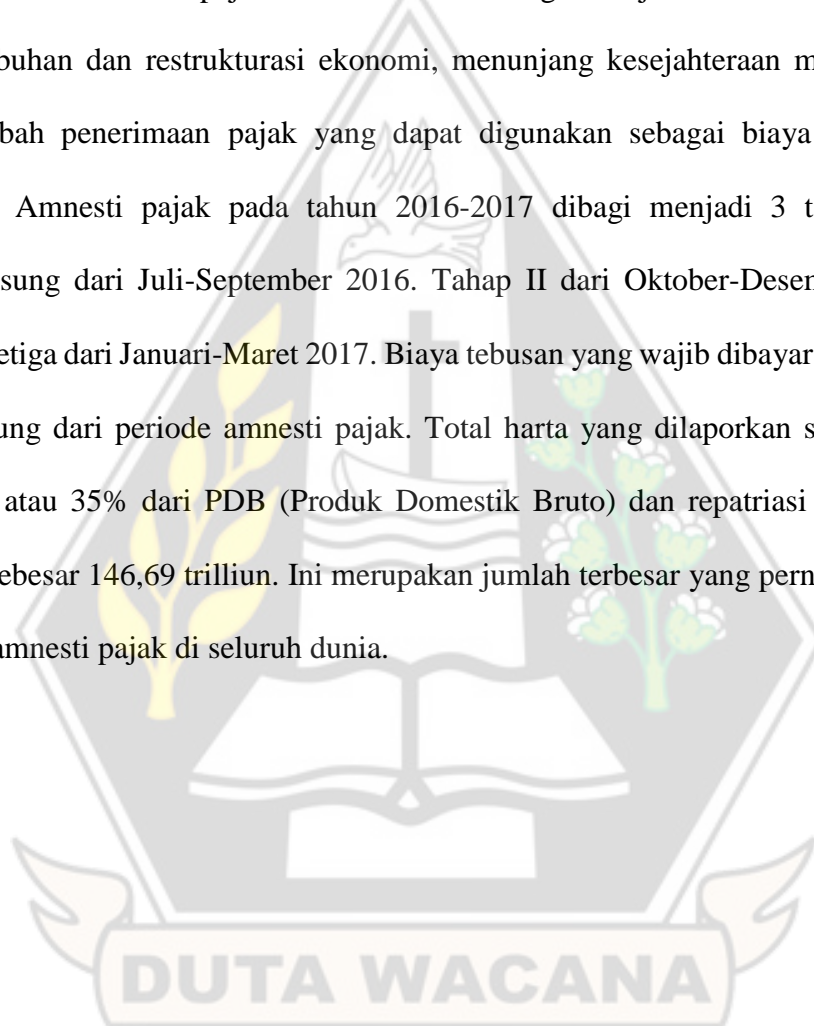 buhan dan restrukturasi ekonomi, menunjang kesejahteraan
bah penerimaan pajak yang dapat digunakan sebagai biaya
Amnesti pajak pada tahun 2016-2017 dibagi menjadi 3
sung dari Juli-September 2016. Tahap II dari Oktober-Desem
etiga dari Januari-Maret 2017. Biaya tebusan yang wajib dibayar
ung dari periode amnesti pajak. Total harta yang dilaporkan
atau 35% dari PDB (Produk Domestik Bruto) dan repatriasi
sebesar 146,69 trilliun. Ini merupakan jumlah terbesar yang pern
amnesti pajak di seluruh dunia.
DUTA WACANA